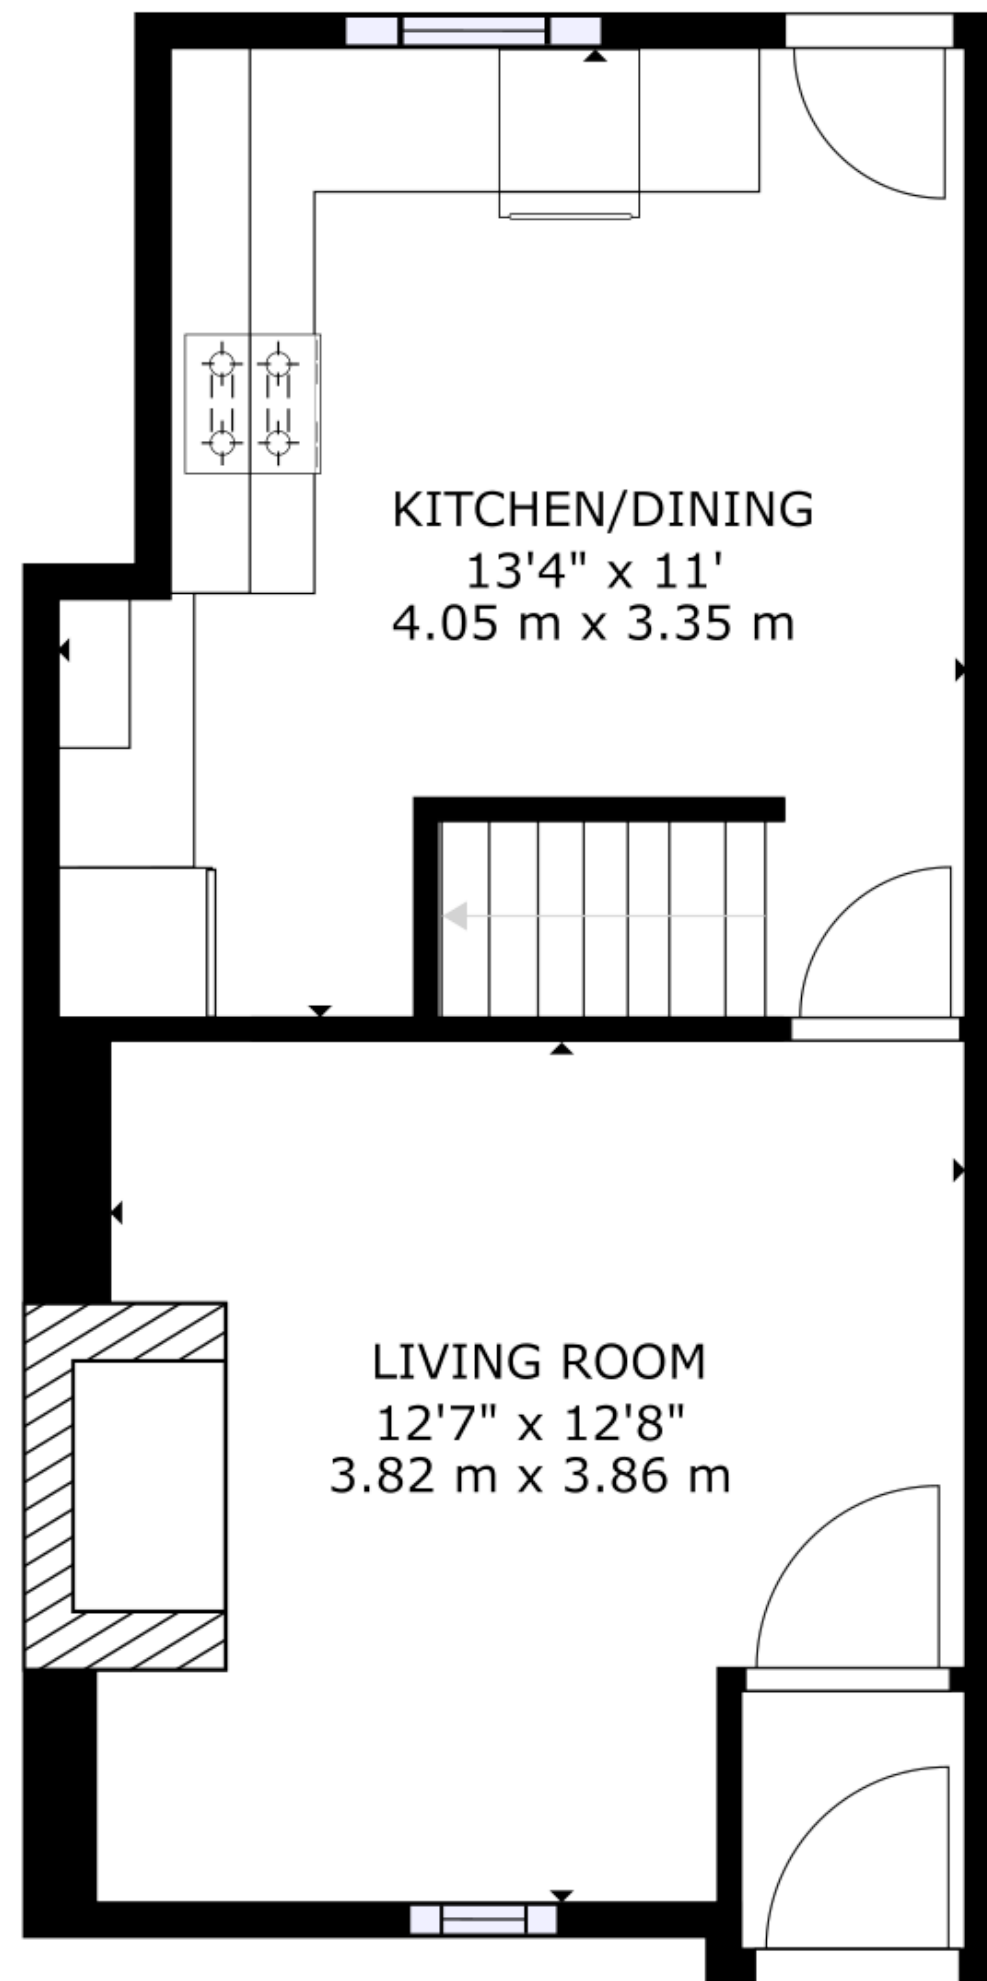 KITCHEN/DINING
13'4" x 11'
4.05 m x 3.35 m
LIVING ROOM
12'7" x 12'8"
3.82 m x 3.86 m